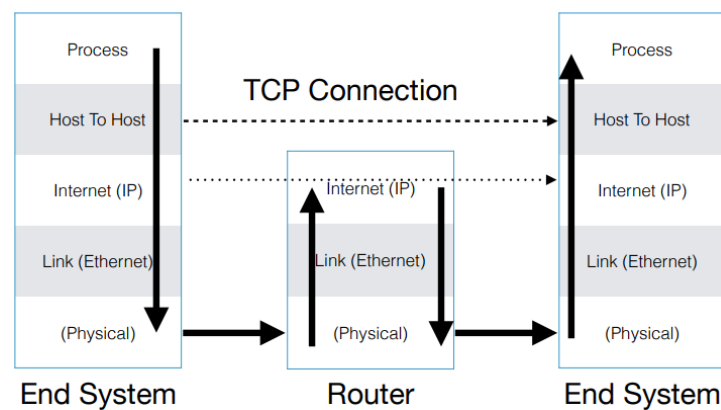 Process
Host To Host
Internet (IP)
Link (Ethernet)
(Physical)
End System
TCP Connection
Internet (IP)
Link (Ethernet)
(Physical)
Router
Process
Host To Host
Internet (IP)
Link (Ethernet)
(Physical)
End System